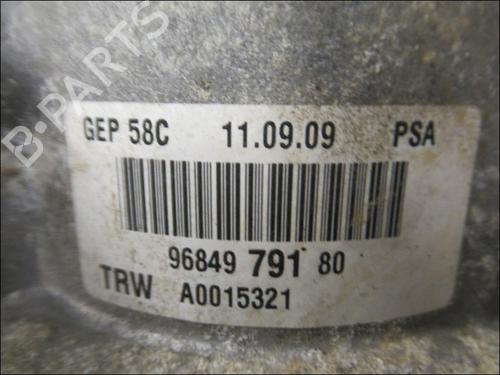 B-PARTS
GEP 58C 11.09.09 PSA
96849 791 80
TRW A0015321